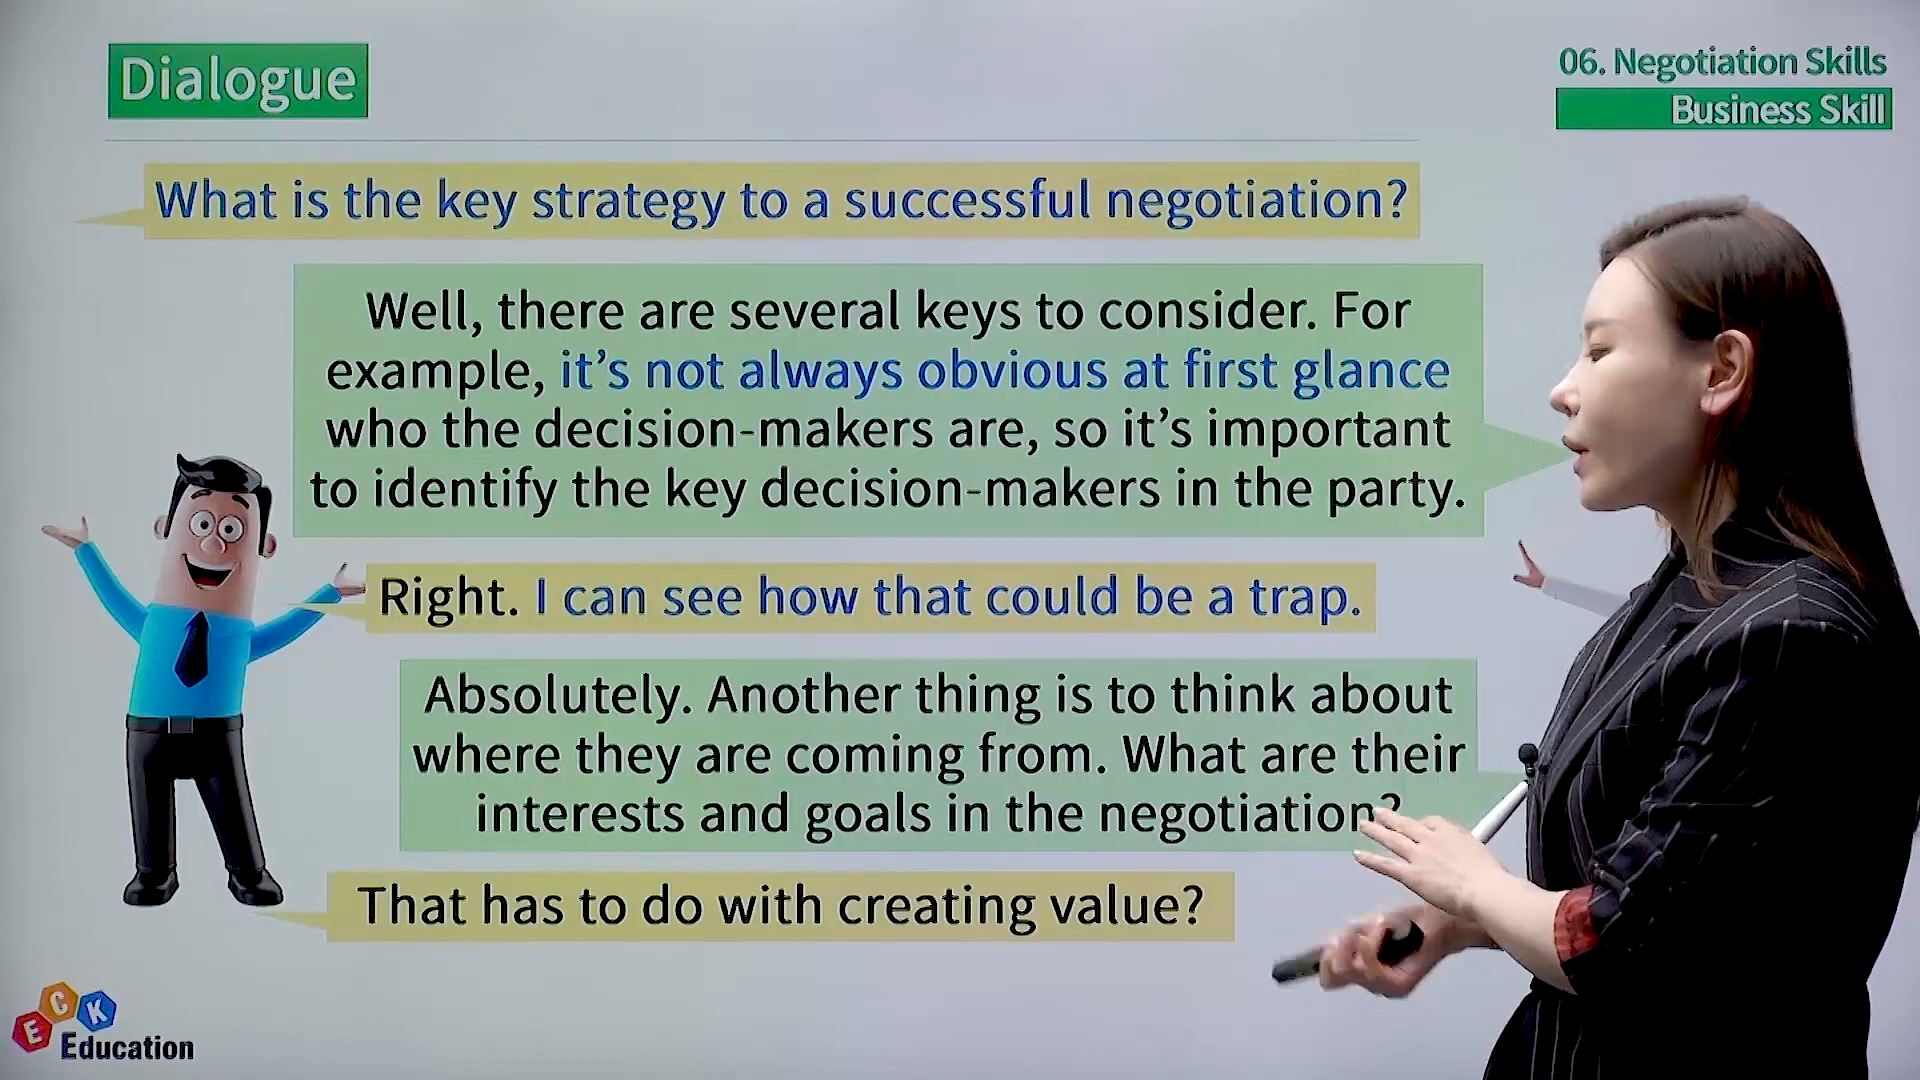 Dialogue
06. Negotiation Skills
Business Skill
What is the key strategy to a successful negotiation?
Well, there are several keys to consider. For
example, it’s not always obvious at first glance
who the decision-makers are, so it’s important
to identify the key decision-makers in the party.
Right. I can see how that could be a trap.
Absolutely. Another thing is to think about
where they are coming from. What are their
interests and goals in the negotiation?
That has to do with creating value?
ECK
Education